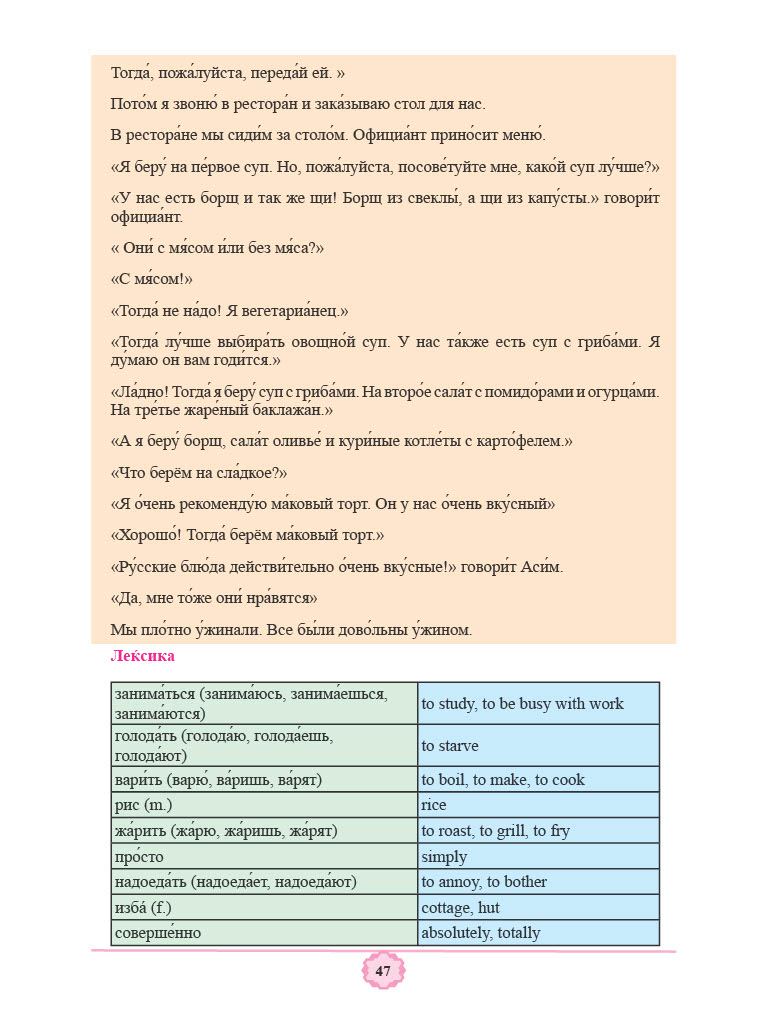 Тогда́, пожа́луйста, переда́й ей. »
Пото́м я звоню́ в рестора́н и зака́зываю стол для нас.
В рестора́не мы сиди́м за столо́м. Официа́нт прино́сит меню́.
«Я беру́ на пе́рвое суп. Но, пожа́луйста, посове́туйте мне, како́й суп лу́чше?»
«У нас есть борщ и так же щи! Борщ из свеклы́, а щи из капу́сты.» говори́т
официа́нт.
« Они́ с мя́сом и́ли без мя́са?»
«С мя́сом!»
«Тогда́ не на́до! Я вегетариа́нец.»
«Тогда́ лу́чше выбира́ть овощно́й суп. У нас та́кже есть суп с гриба́ми. Я
ду́маю он вам годи́тся.»
«Ла́дно! Тогда́ я беру́ суп с гриба́ми. На второ́е сала́т с помидо́рами и огурца́ми.
На тре́тье жаре́ный баклажа́н.»
«А я беру́ борщ, сала́т оливье́ и кури́ные котле́ты с карто́фелем.»
«Что берём на сла́дкое?»
«Я о́чень рекоменду́ю ма́ковый торт. Он у нас о́чень вку́сный»
«Хорошо́! Тогда́ берём ма́ковый торт.»
«Ру́сские блю́да действи́тельно о́чень вку́сные!» говори́т Аси́м.
«Да, мне то́же они́ нра́вятся»
Мы пло́тно у́жинали. Все бы́ли дово́льны у́жином.
Леќсика
занима́ться (занима́юсь, занима́ешься,
занима́ются)
to study, to be busy with work
голода́ть (голода́ю, голода́ешь,
голода́ют)
to starve
вари́ть (варю́, ва́ришь, ва́рят)
to boil, to make, to cook
рис (m.)
rice
жа́рить (жа́рю, жа́ришь, жа́рят)
to roast, to grill, to fry
про́сто
simply
надоеда́ть (надоеда́ет, надоеда́ют)
to annoy, to bother
изба́ (f.)
cottage, hut
соверше́нно
absolutely, totally
47